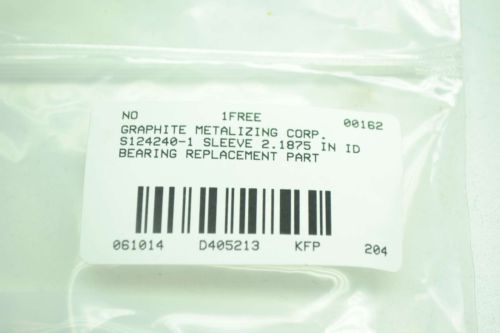 NO 1FREE 00162
GRAPHITE METALIZING CORP.
S124240-1 SLEEVE 2.1875 IN ID
BEARING REPLACEMENT PART
061014 D405213 KFP 204